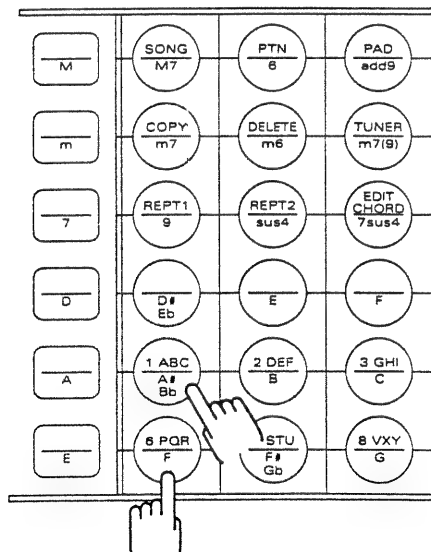 M
SONG
M7
PTN
6
PAD
add9
m
COPY
m7
DELETE
m6
TUNER
m7(9)
7
REPT1
9
REPT2
sus4
EDIT
CHORD
7sus4
D
D#
Eb
E
F
A
1 ABC
A#
Bb
2 DEF
B
3 GHI
C
E
6 PQR
F
STU
F#
Gb
8 VXY
G